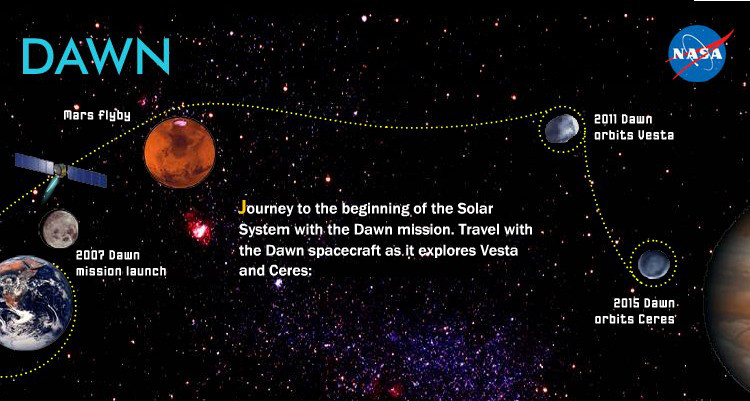 DAWN
NASA
Mars flyby
2011 Dawn
orbits Vesta
Journey to the beginning of the Solar
System with the Dawn mission. Travel with
the Dawn spacecraft as it explores Vesta
and Ceres:
2007 Dawn
mission launch
2015 Dawn
orbits Ceres